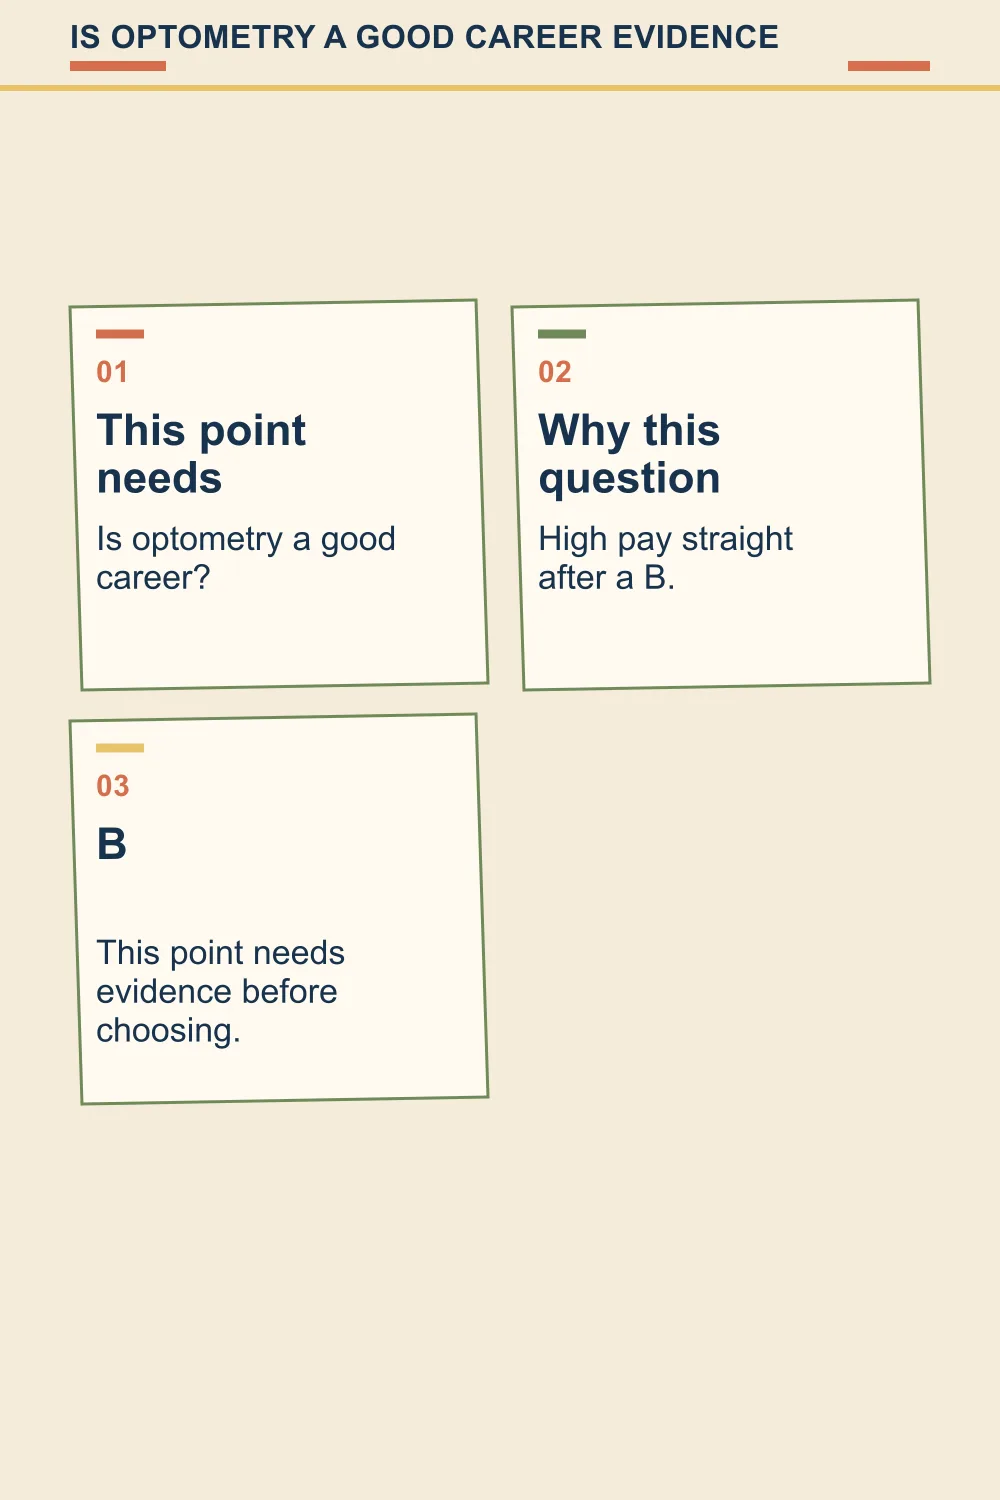 IS OPTOMETRY A GOOD CAREER EVIDENCE
01
This point
needs
Is optometry a good
career?
02
Why this
question
High pay straight
after a B.
03
B
This point needs
evidence before
choosing.